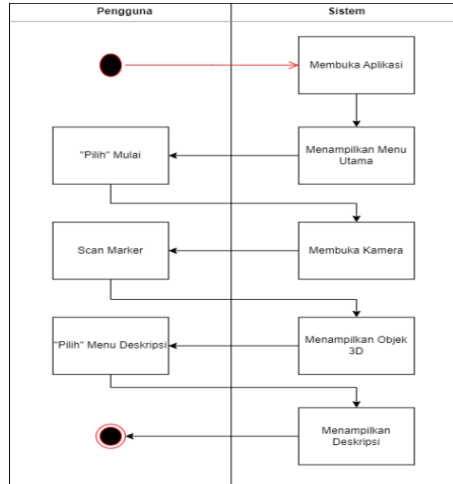 Pengguna
Sistem
Membuka Aplikasi
"Pilih" Mulai
Menampilkan Menu
Utama
Scan Marker
Membuka Kamera
"Pilih" Menu Deskripsi
Menampilkan Objek
3D
Menampilkan
Deskripsi